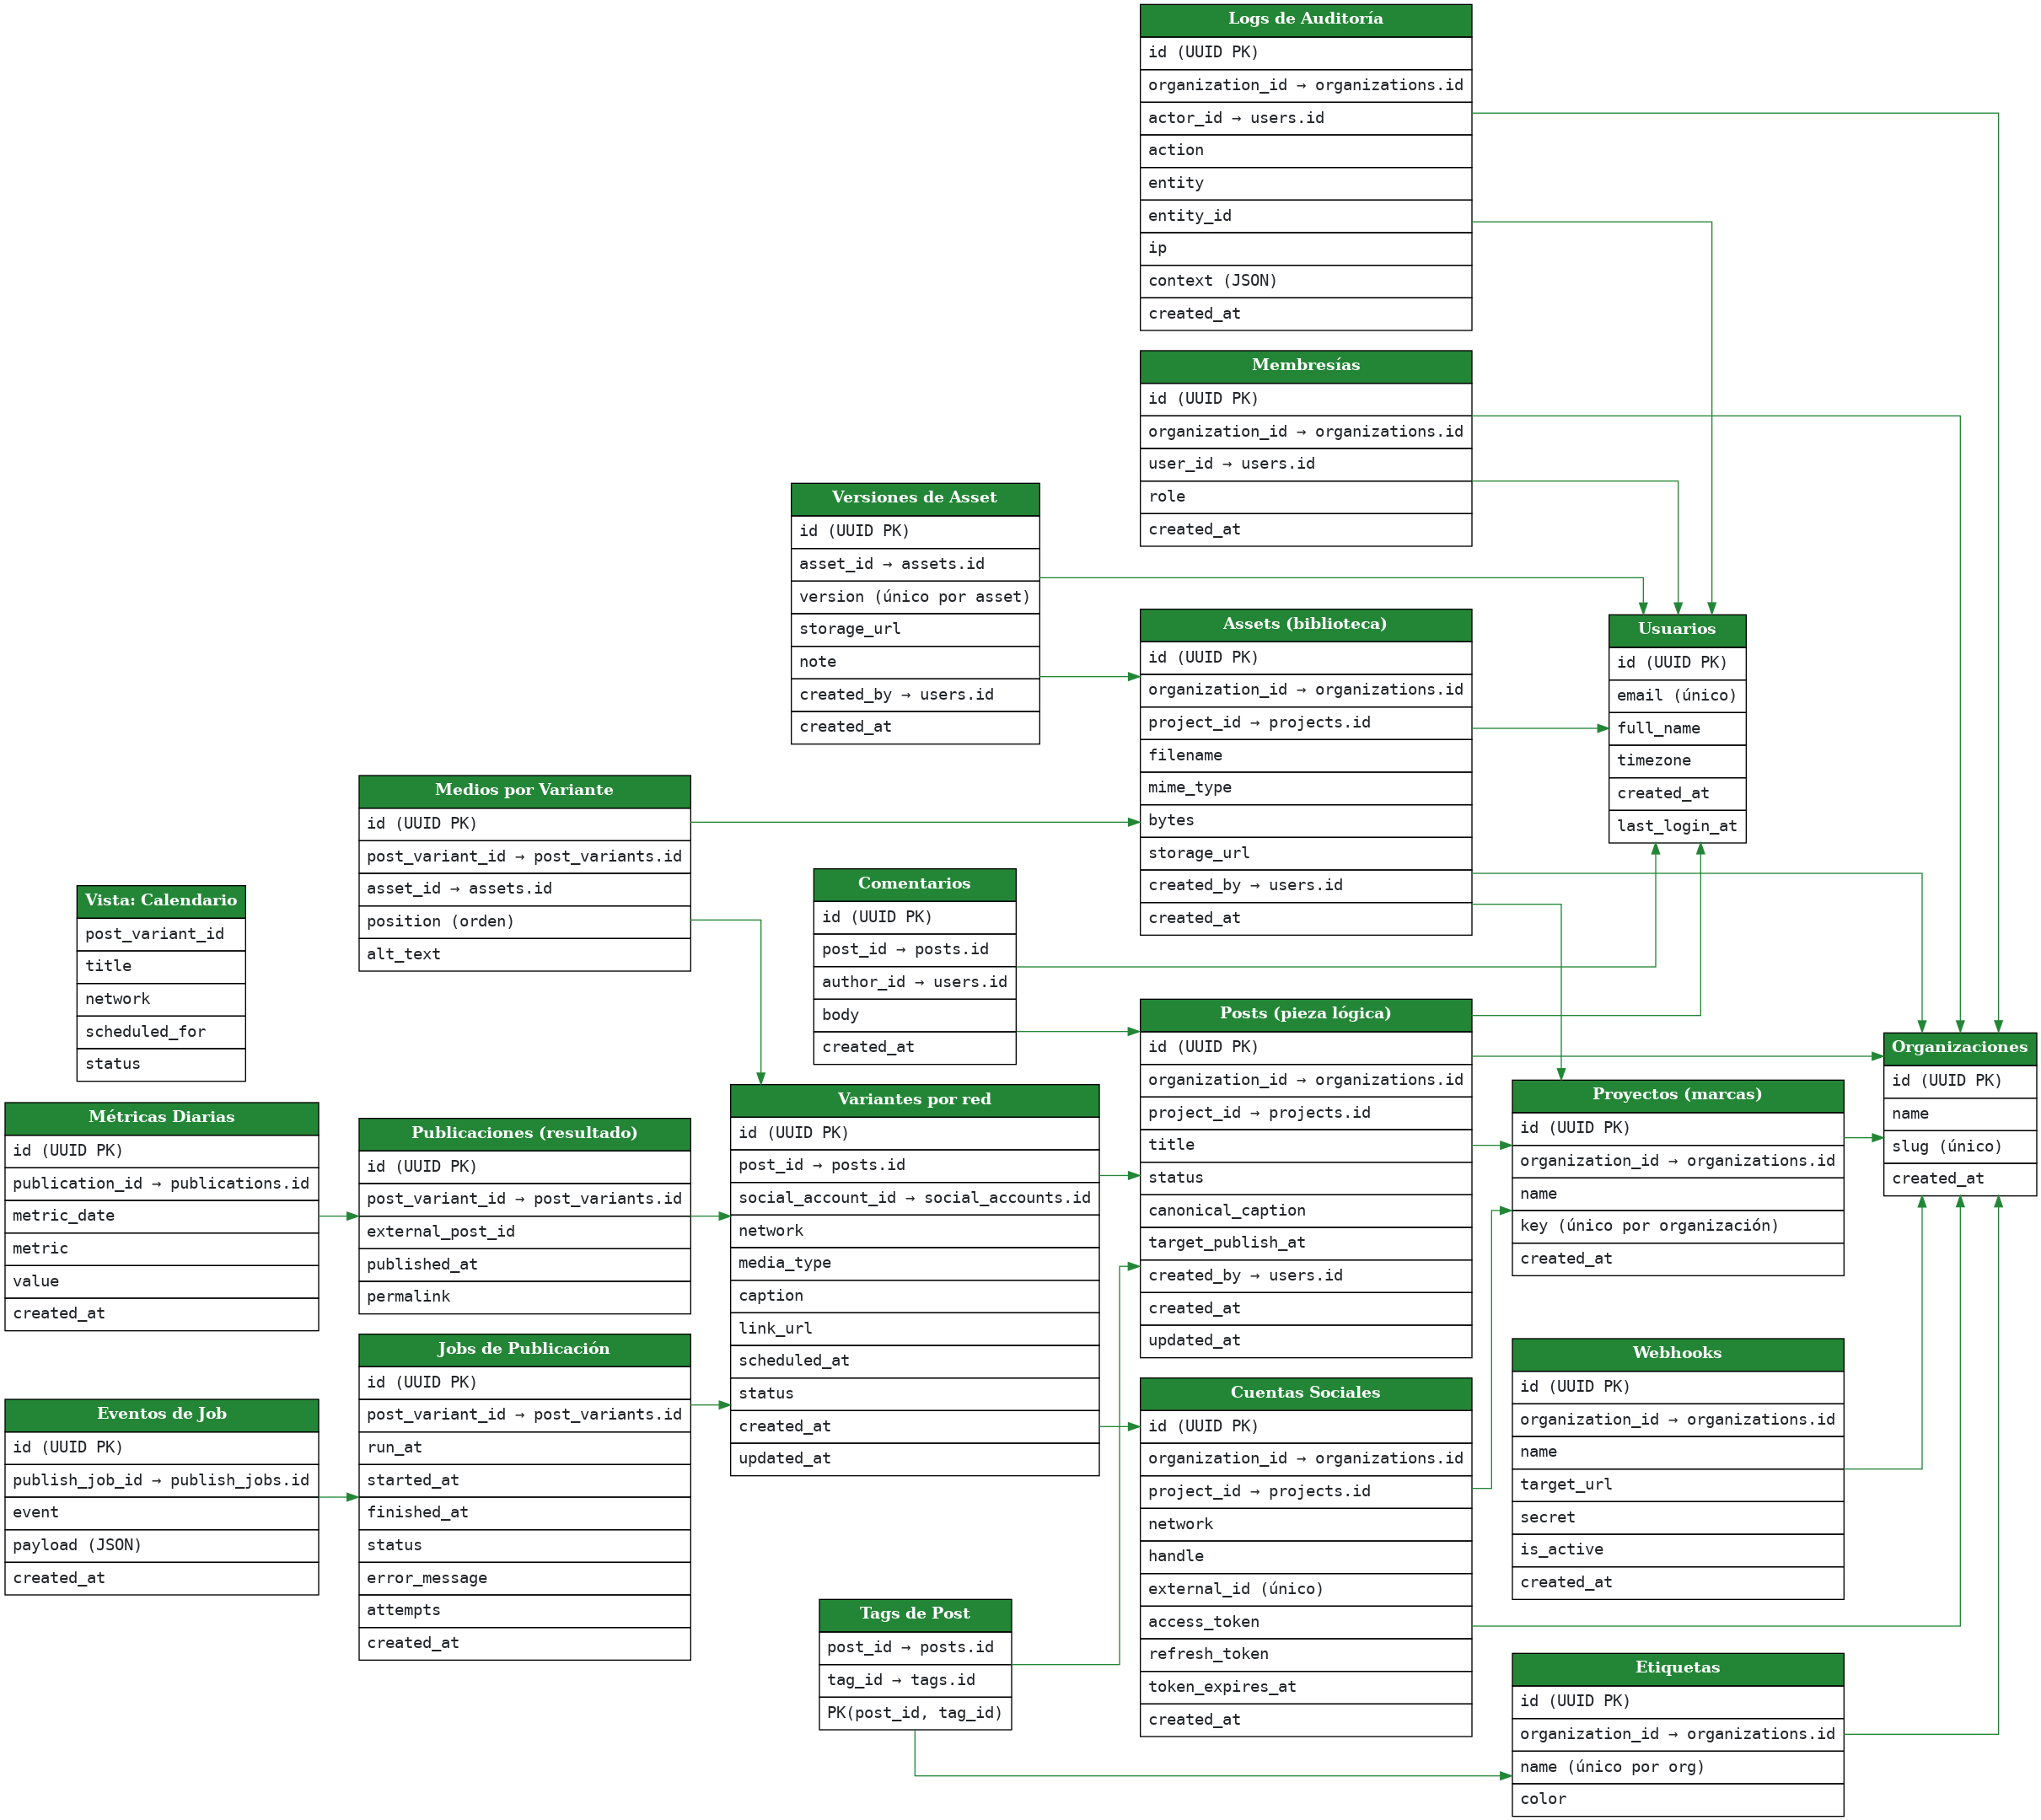 Logs de Auditoría
id (UUID PK)
organization_id → organizations.id
actor_id → users.id
action
entity
entity_id
ip
context (JSON)
created_at
Membresías
id (UUID PK)
organization_id → organizations.id
user_id → users.id
role
created_at
Versiones de Asset
id (UUID PK)
asset_id → assets.id
version (único por asset)
storage_url
note
created_by → users.id
created_at
Assets (biblioteca)
id (UUID PK)
organization_id → organizations.id
project_id → projects.id
filename
mime_type
bytes
storage_url
created_by → users.id
created_at
Usuarios
id (UUID PK)
email (único)
full_name
timezone
created_at
last_login_at
Medios por Variante
id (UUID PK)
post_variant_id → post_variants.id
asset_id → assets.id
position (orden)
alt_text
Comentarios
id (UUID PK)
post_id → posts.id
author_id → users.id
body
created_at
Vista: Calendario
post_variant_id
title
network
scheduled_for
status
Posts (pieza lógica)
id (UUID PK)
organization_id → organizations.id
project_id → projects.id
title
status
canonical_caption
target_publish_at
created_by → users.id
created_at
updated_at
Organizaciones
id (UUID PK)
name
slug (único)
created_at
Proyectos (marcas)
id (UUID PK)
organization_id → organizations.id
name
key (único por organización)
created_at
Variantes por red
id (UUID PK)
post_id → posts.id
social_account_id → social_accounts.id
network
media_type
caption
link_url
scheduled_at
status
created_at
updated_at
Métricas Diarias
id (UUID PK)
publication_id → publications.id
metric_date
metric
value
created_at
Publicaciones (resultado)
id (UUID PK)
post_variant_id → post_variants.id
external_post_id
published_at
permalink
Jobs de Publicación
id (UUID PK)
post_variant_id → post_variants.id
run_at
started_at
finished_at
status
error_message
attempts
created_at
Webhooks
id (UUID PK)
organization_id → organizations.id
name
target_url
secret
is_active
created_at
Cuentas Sociales
id (UUID PK)
organization_id → organizations.id
project_id → projects.id
network
handle
external_id (único)
access_token
refresh_token
token_expires_at
created_at
Eventos de Job
id (UUID PK)
publish_job_id → publish_jobs.id
event
payload (JSON)
created_at
Tags de Post
post_id → posts.id
tag_id → tags.id
PK(post_id, tag_id)
Etiquetas
id (UUID PK)
organization_id → organizations.id
name (único por org)
color